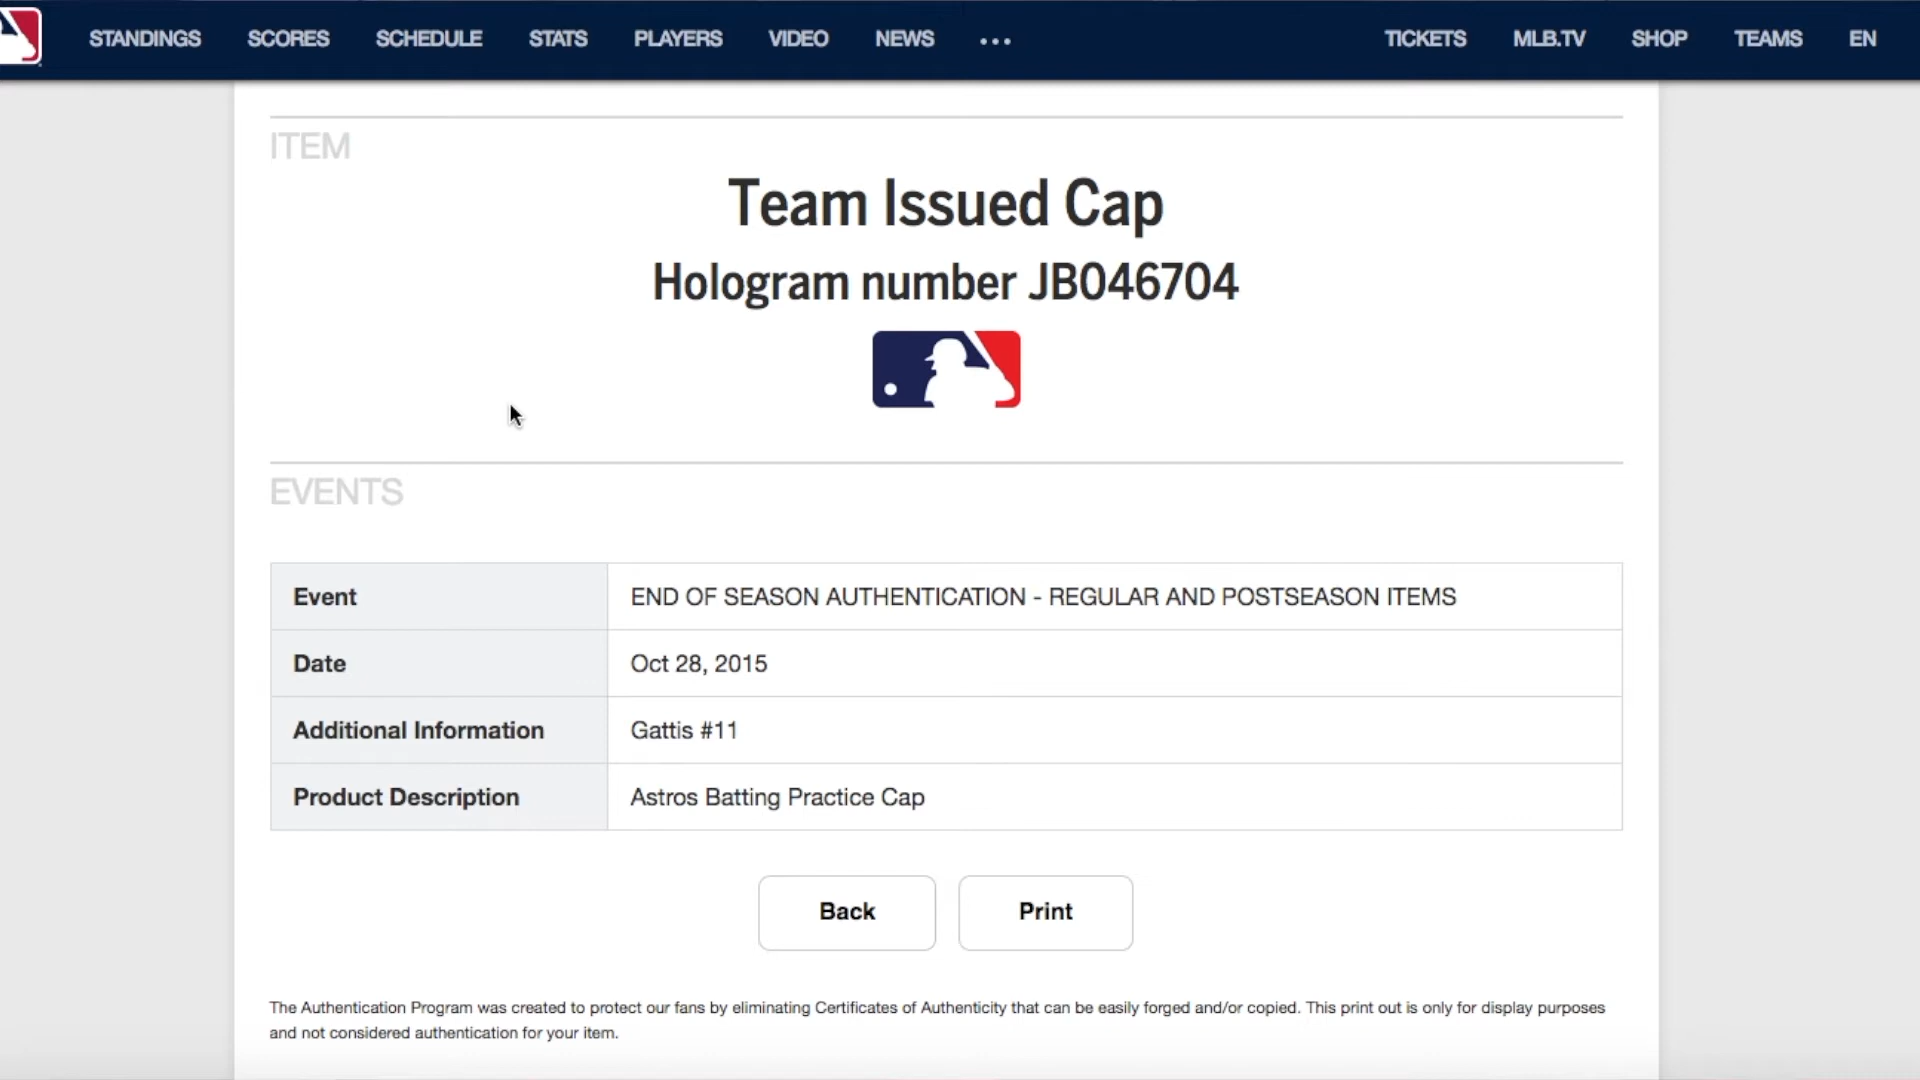 STANDINGS SCORES SCHEDULE STATS PLAYERS VIDEO NEWS ••• TICKETS MLB.TV SHOP TEAMS EN
ITEM
Team Issued Cap
Hologram number JB046704
EVENTS
Event END OF SEASON AUTHENTICATION - REGULAR AND POSTSEASON ITEMS
Date Oct 28, 2015
Additional Information Gattis #11
Product Description Astros Batting Practice Cap
Back Print
The Authentication Program was created to protect our fans by eliminating Certificates of Authenticity that can be easily forged and/or copied. This print out is only for display purposes
and not considered authentication for your item.